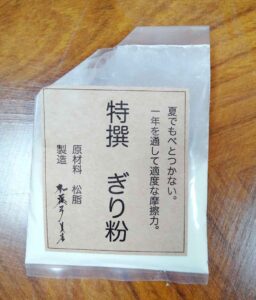 夏でもべとつかない。
一年を通して適度な摩擦力。
特撰 ぎり粉
原材料 松脂
製造